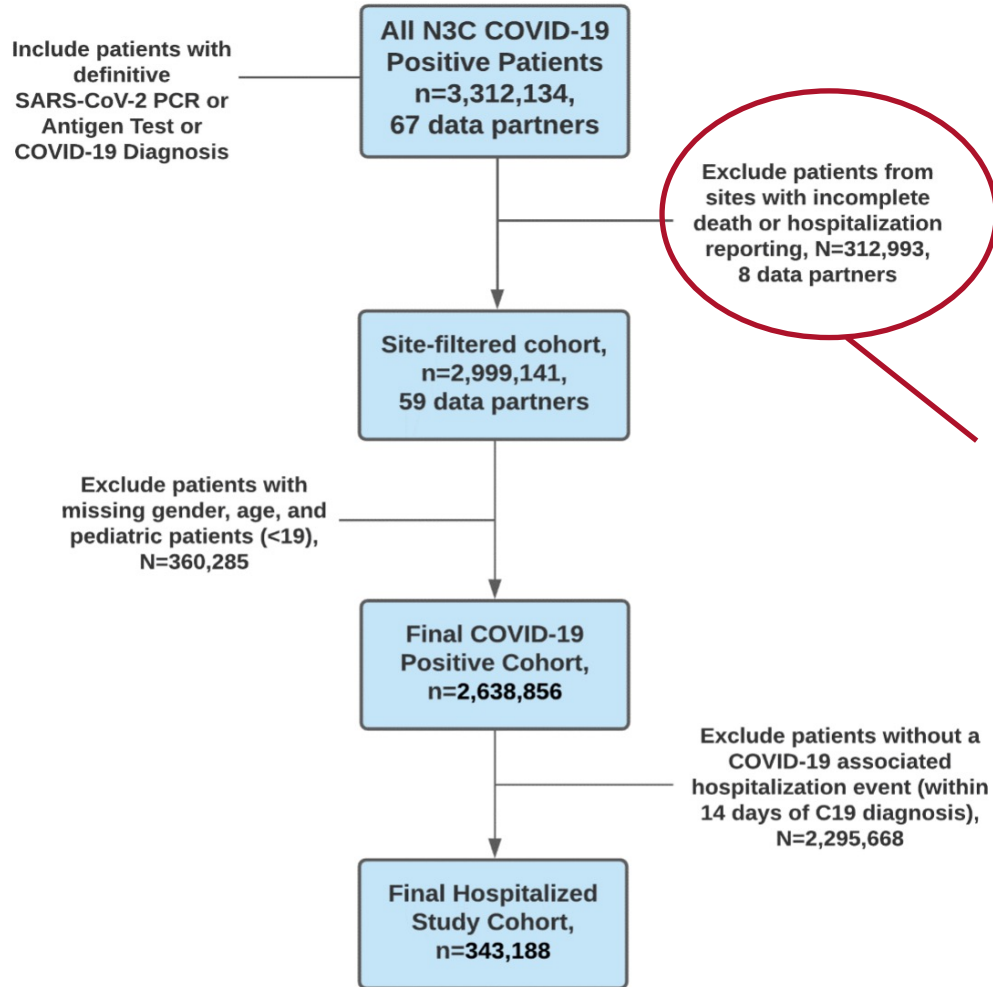 All N3C COVID-19
Positive Patients
n=3,312,134,
67 data partners
Include patients with
definitive
SARS-CoV-2 PCR or
Antigen Test or
COVID-19 Diagnosis
Exclude patients from
sites with incomplete
death or hospitalization
reporting, N=312,993,
8 data partners
Site-filtered cohort,
n=2,999,141,
59 data partners
Exclude patients with
missing gender, age, and
pediatric patients (<19),
N=360,285
Final COVID-19
Positive Cohort,
n=2,638,856
Exclude patients without a
COVID-19 associated
hospitalization event (within
14 days of C19 diagnosis),
N=2,295,668
Final Hospitalized
Study Cohort,
n=343,188